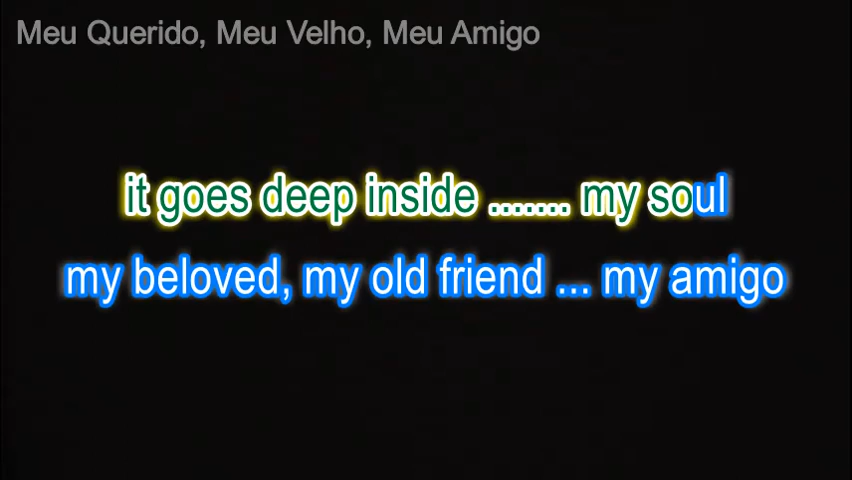 Meu Querido, Meu Velho, Meu Amigo
it goes deep inside ....... my soul
my beloved, my old friend ... my amigo